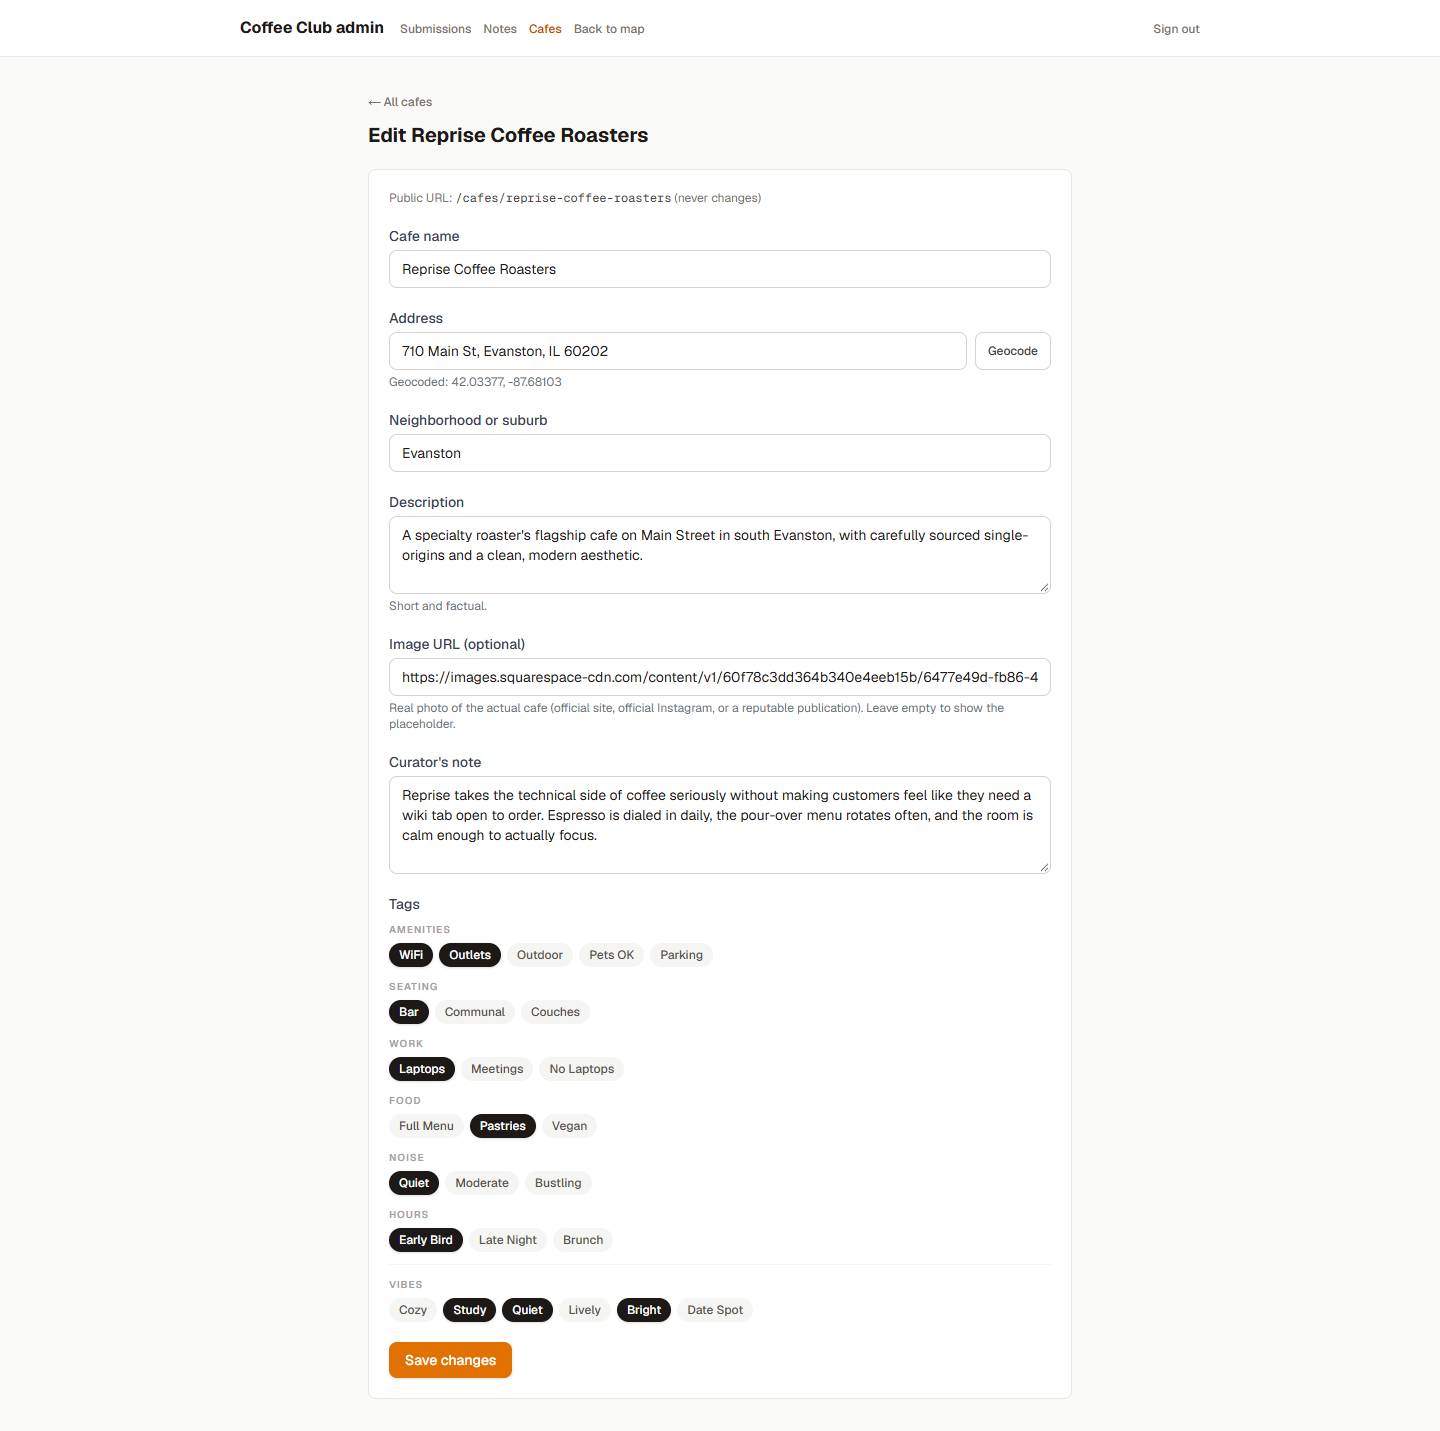 Coffee Club admin Submissions Notes Cafes Back to map Sign out
← All cafes
Edit Reprise Coffee Roasters
Public URL: /cafes/reprise-coffee-roasters (never changes)
Cafe name
Reprise Coffee Roasters
Address
710 Main St, Evanston, IL 60202 Geocode
Geocoded: 42.03377, -87.68103
Neighborhood or suburb
Evanston
Description
A specialty roaster's flagship cafe on Main Street in south Evanston, with carefully sourced single-
origins and a clean, modern aesthetic.
Short and factual.
Image URL (optional)
https://images.squarespace-cdn.com/content/v1/60f78c3dd364b340e4eeb15b/6477e49d-fb86-4
Real photo of the actual cafe (official site, official Instagram, or a reputable publication). Leave empty to show the
placeholder.
Curator's note
Reprise takes the technical side of coffee seriously without making customers feel like they need a
wiki tab open to order. Espresso is dialed in daily, the pour-over menu rotates often, and the room is
calm enough to actually focus.
Tags
AMENITIES
WiFi Outlets Outdoor Pets OK Parking
SEATING
Bar Communal Couches
WORK
Laptops Meetings No Laptops
FOOD
Full Menu Pastries Vegan
NOISE
Quiet Moderate Bustling
HOURS
Early Bird Late Night Brunch
VIBES
Cozy Study Quiet Lively Bright Date Spot
Save changes